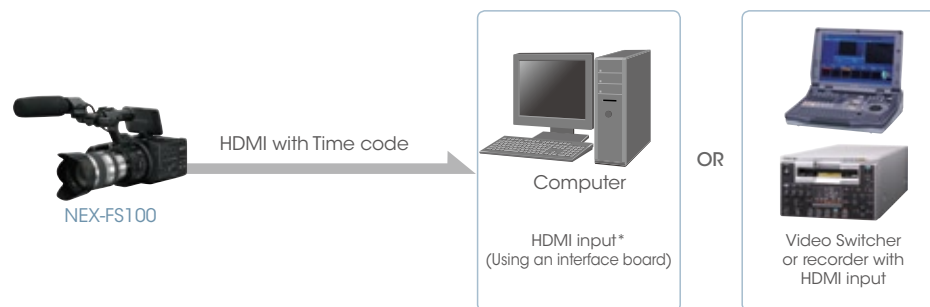 HDMI with Time code
NEX-FS100
Computer
HDMI input*
(Using an interface board)
OR
Video Switcher
or recorder with
HDMI input